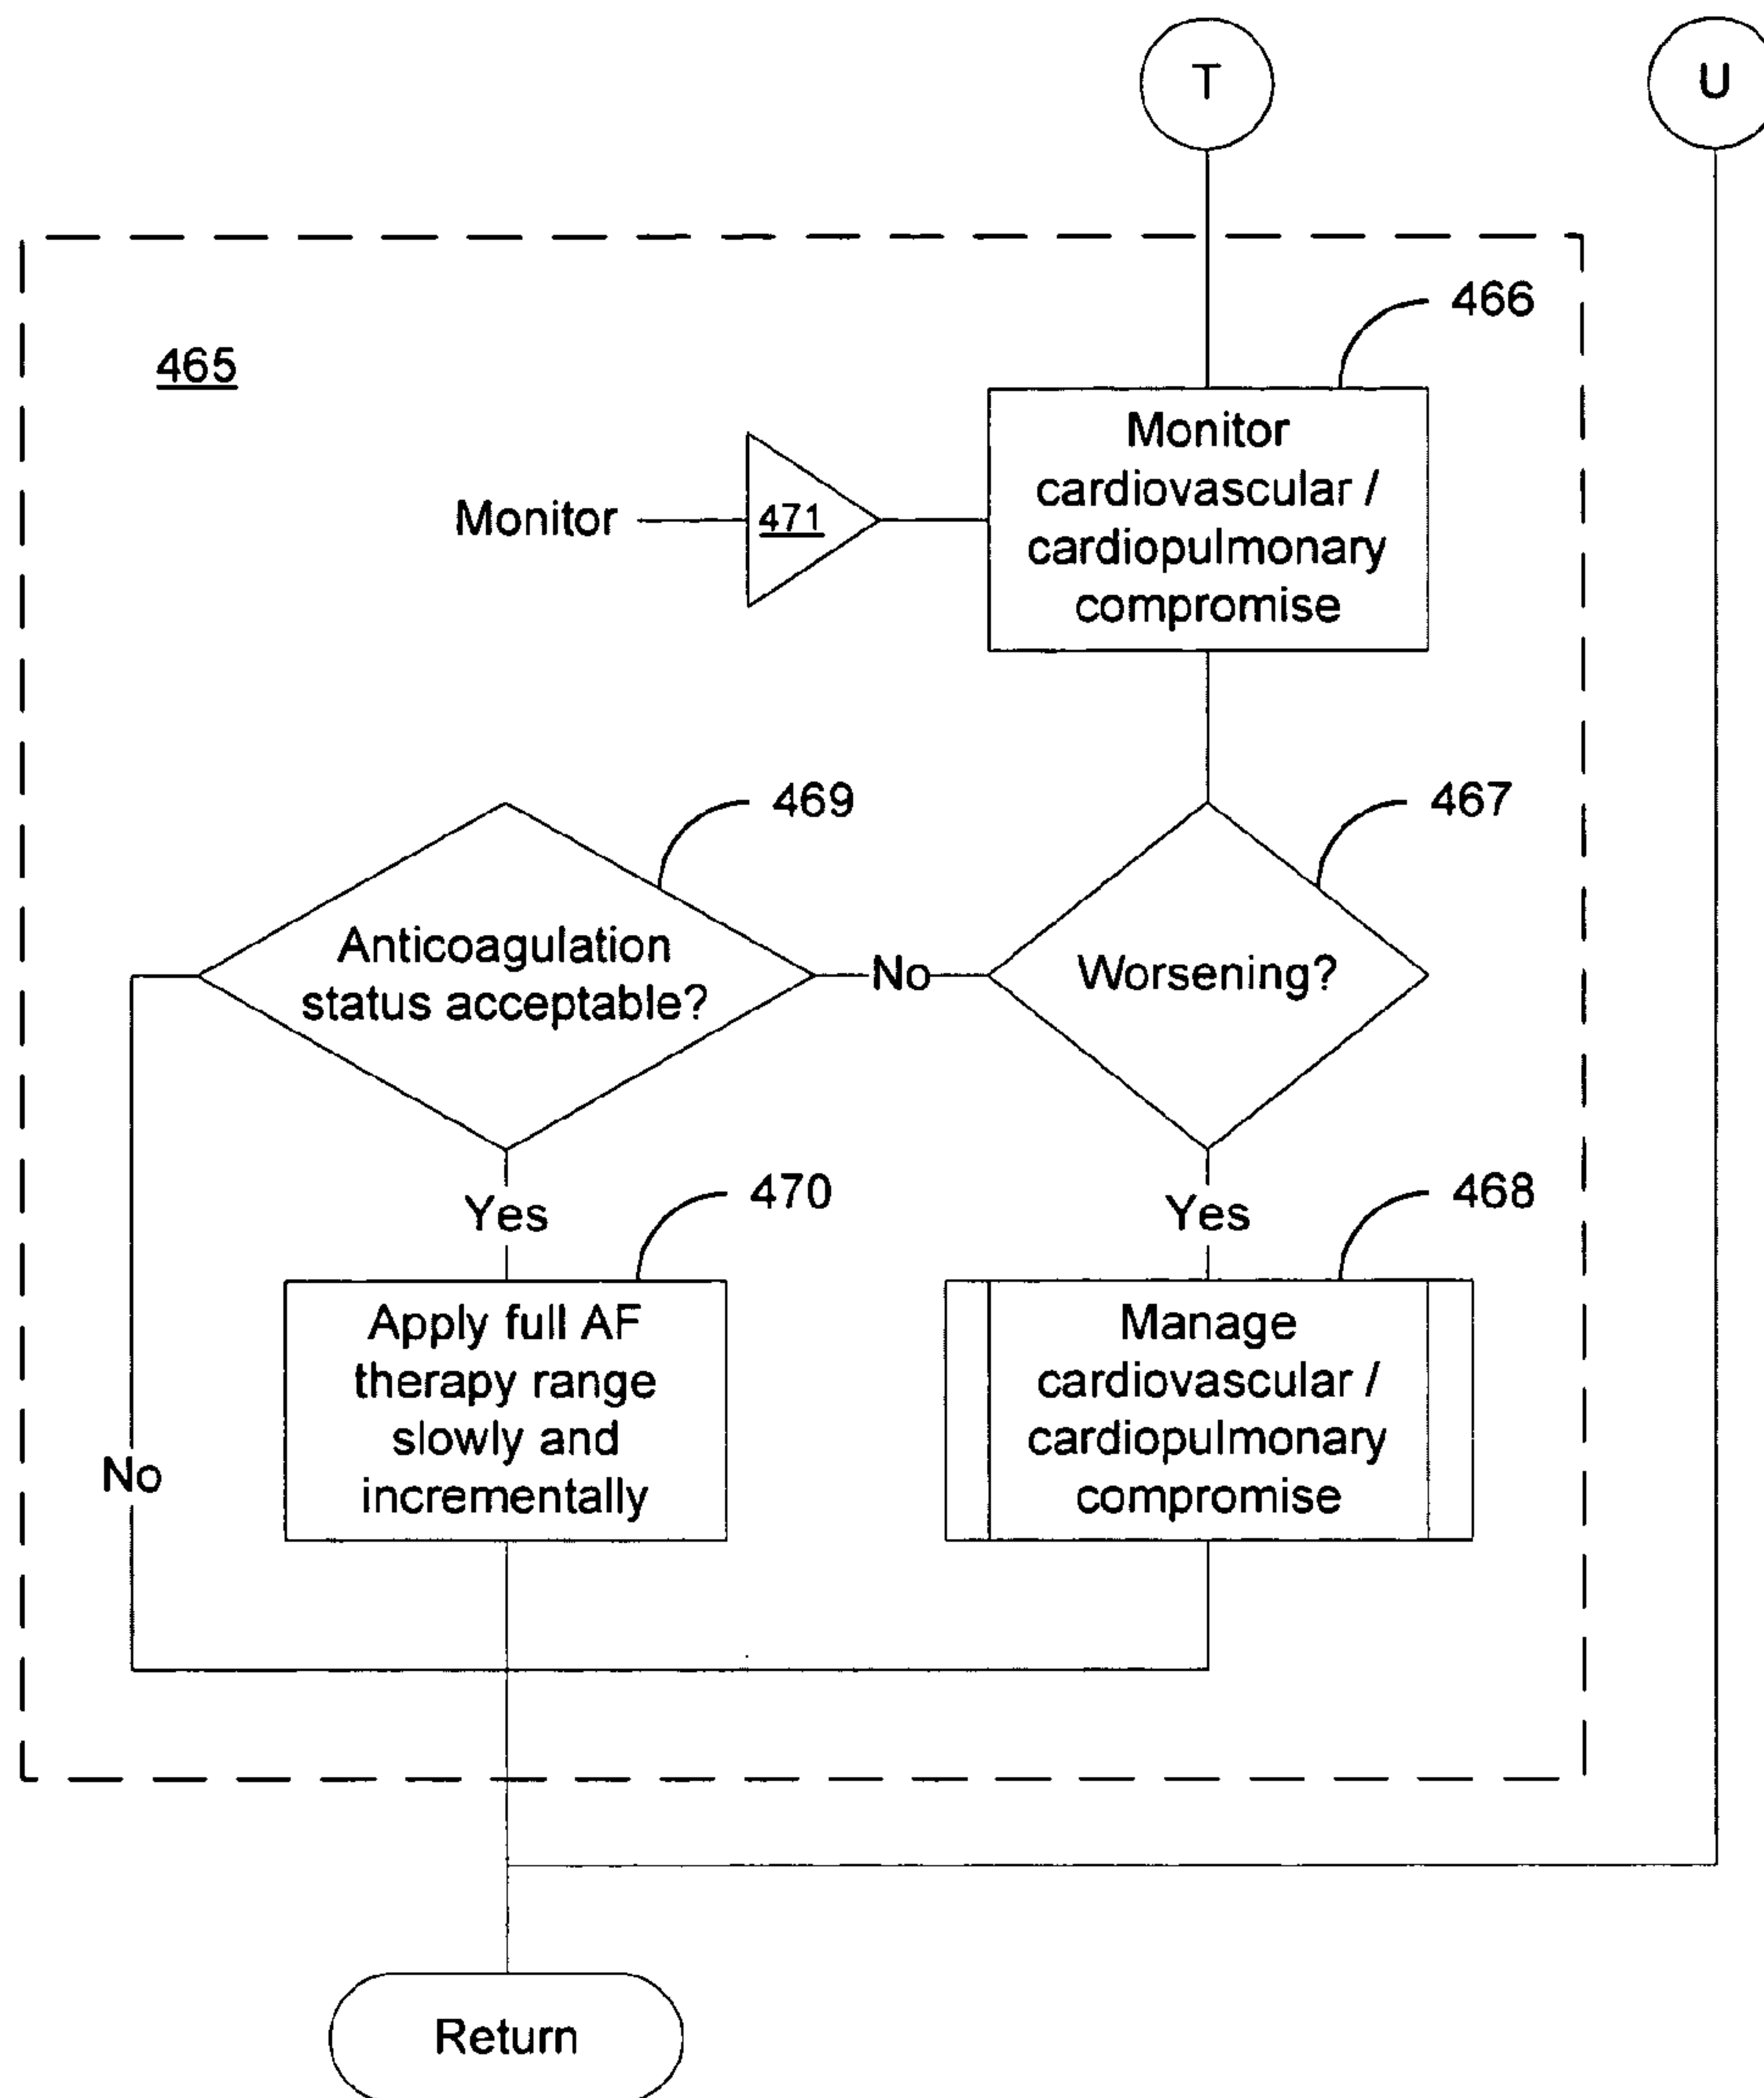 T
U
466
465
Monitor
cardiovascular /
cardiopulmonary
compromise
Monitor
471
469
467
Anticoagulation
status acceptable?
No
Worsening?
470
468
Yes
Yes
Apply full AF
therapy range
slowly and
incrementally
Manage
cardiovascular /
cardiopulmonary
compromise
No
Return